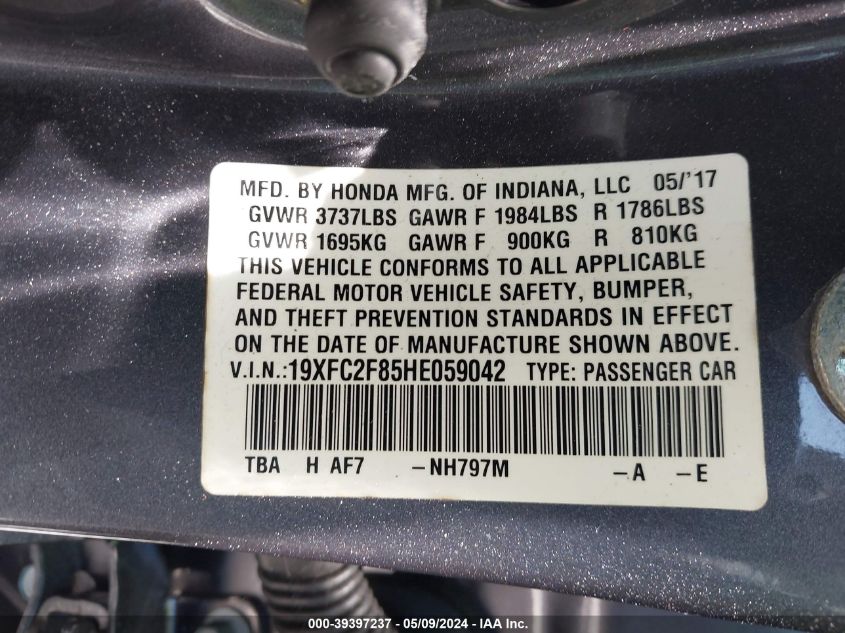 MFD. BY HONDA MFG. OF INDIANA, LLC 05/'17
GVWR 3737LBS GAWR F 1984LBS R 1786LBS
GVWR 1695KG GAWR F 900KG R 810KG
THIS VEHICLE CONFORMS TO ALL APPLICABLE
FEDERAL MOTOR VEHICLE SAFETY, BUMPER,
AND THEFT PREVENTION STANDARDS IN EFFECT
ON THE DATE OF MANUFACTURE SHOWN ABOVE.
V.I.N.:19XFC2F85HE059042 TYPE: PASSENGER CAR
TBA H AF7 -NH797M -A -E
000-39397237 - 05/09/2024 - IAAI.com